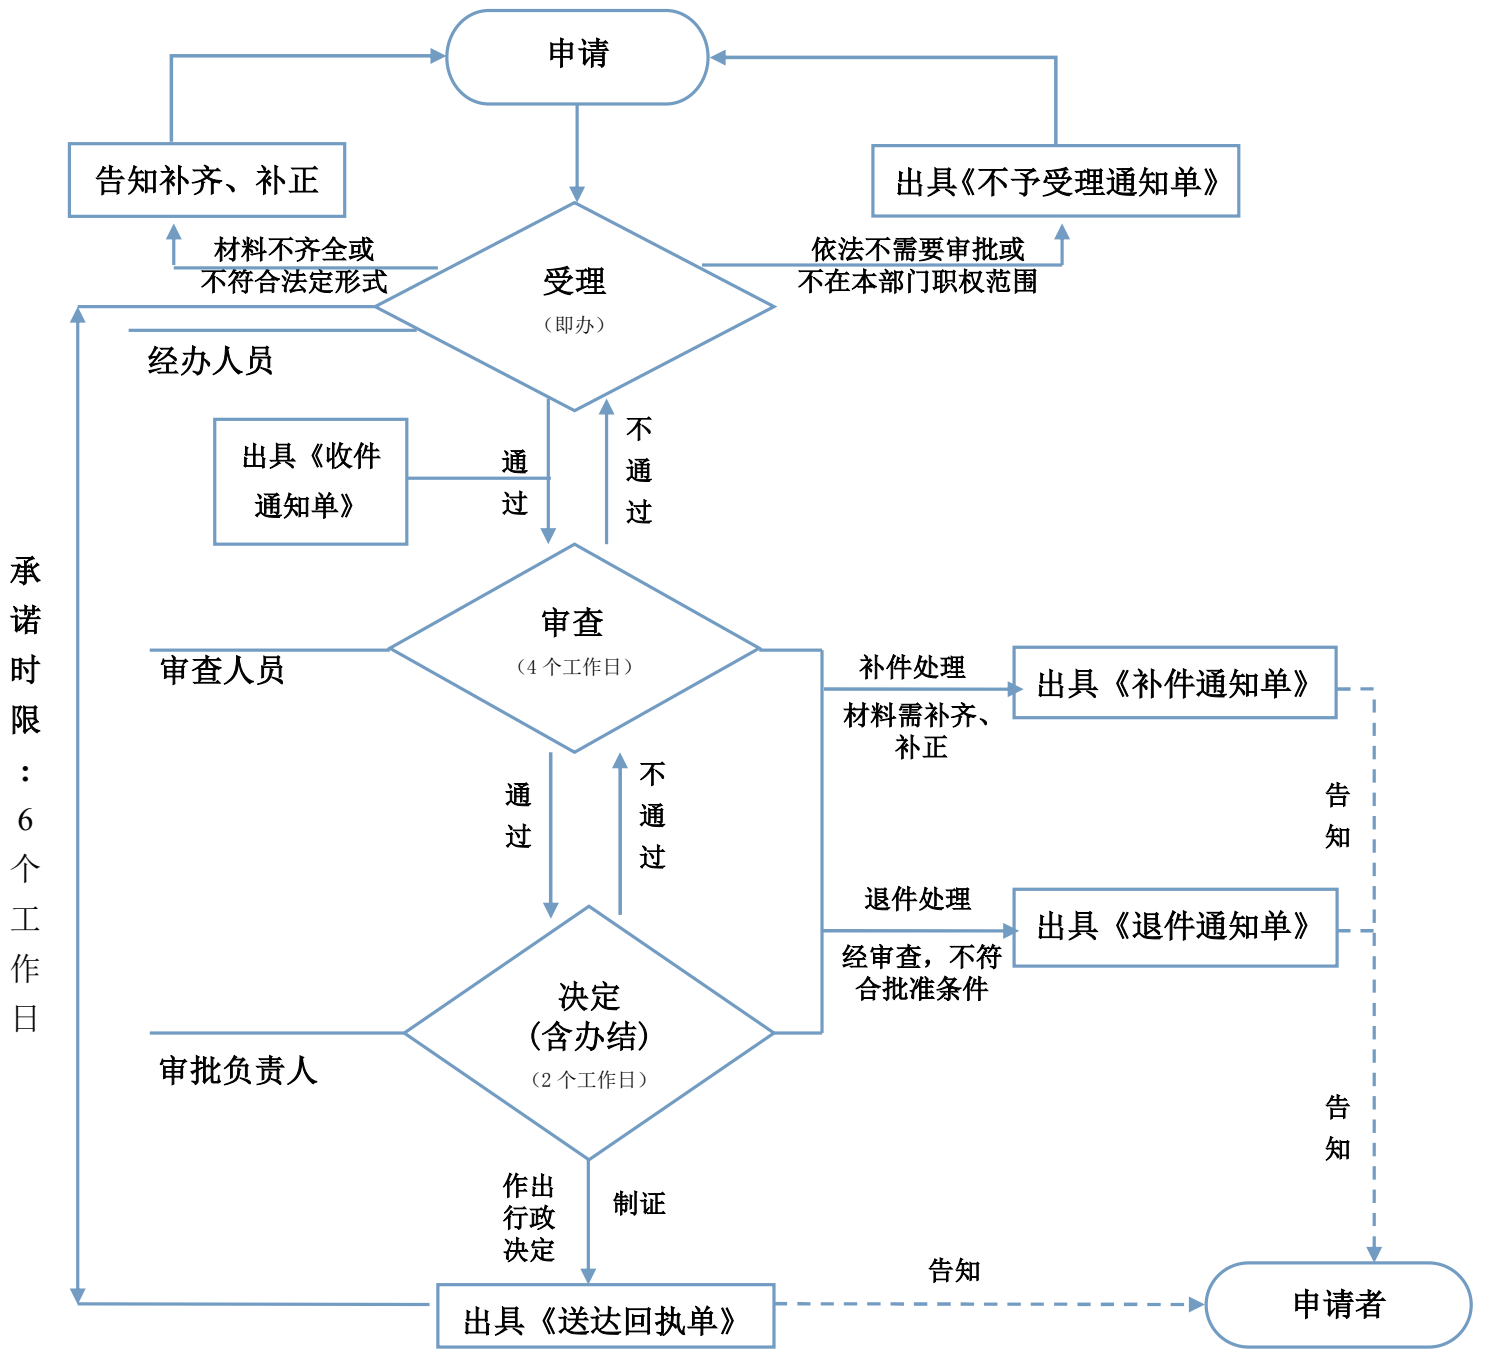 申请
告知补齐、补正
出具《不予受理通知单》
材料不齐全或
不符合法定形式
依法不需要审批或
不在本部门职权范围
受理
（即办）
经办人员
出具《收件
通知单》
通
过
不
通
过
承
诺
时
限
：
6
个
工
作
日
审查
（4 个工作日）
审查人员
补件处理
材料需补齐、
补正
出具《补件通知单》
通
过
不
通
过
告
知
退件处理
经审查，不符
合批准条件
出具《退件通知单》
决定
(含办结)
（2 个工作日）
审批负责人
告
知
作出
行政
决定
制证
告知
出具《送达回执单》
申请者